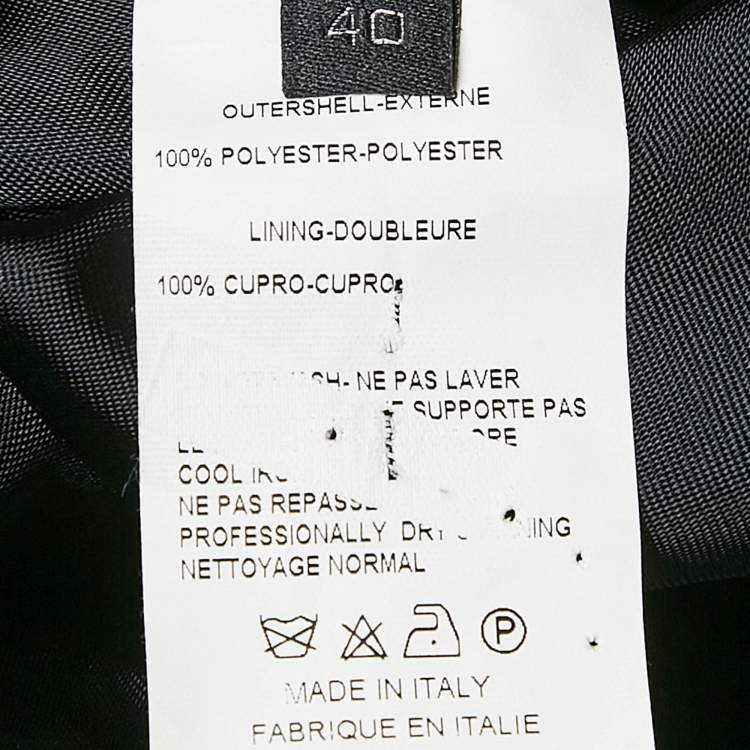 40
OUTERSHELL-EXTERNE
100% POLYESTER-POLYESTER
LINING-DOUBLEURE
100% CUPRO-CUPRO
NE PAS LAVER
SUPPORTE PAS
COOL
NE PAS
PROFESSIONALLY
NETTOYAGE NORMAL
P
MADE IN ITALY
FABRIQUE EN ITALIE